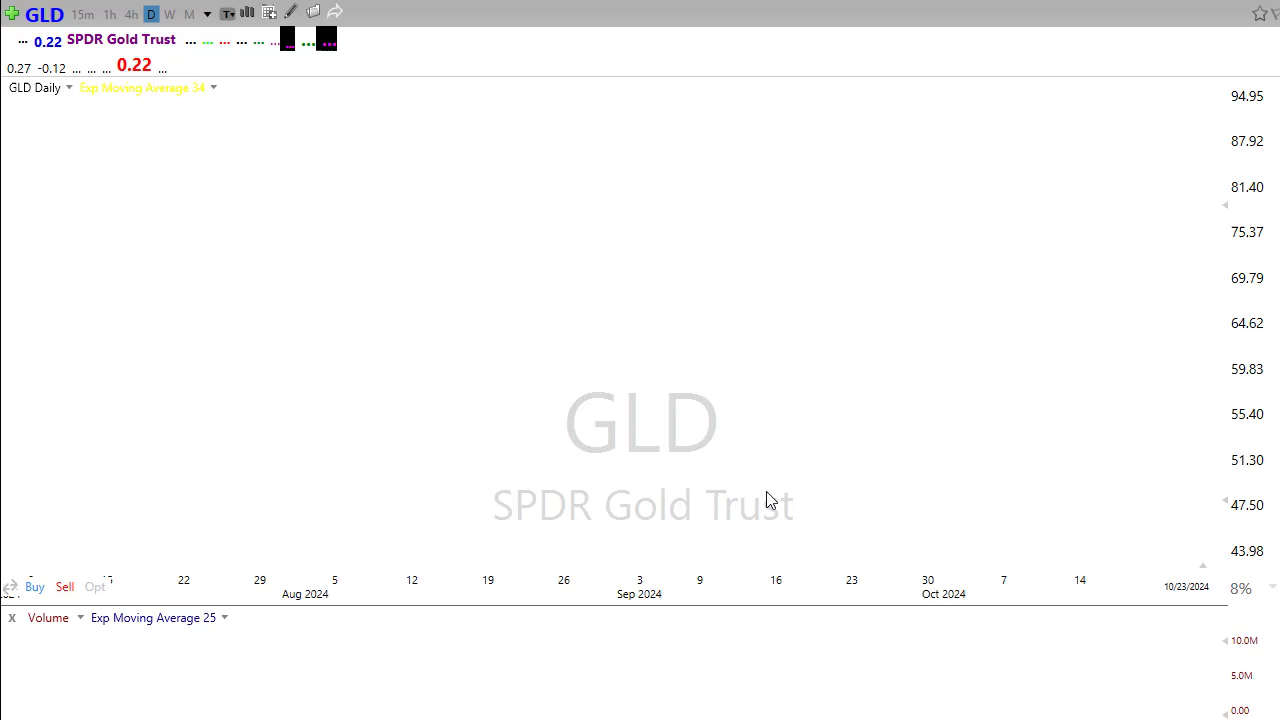 GLD 15m 1h 4h D W M T
... 0.22 SPDR Gold Trust ... ... ... ... ... ... ... ... ...
0.27 -0.12 ... ... ... 0.22 ...
GLD Daily Exp Moving Average 34
94.95
87.92
81.40
75.37
69.79
64.62
59.83
55.40
51.30
47.50
43.98
GLD
SPDR Gold Trust
22 29 5 12 19 26 3 9 16 23 30 7 14
Buy Sell Opt
Aug 2024 Sep 2024 Oct 2024 10/23/2024 8%
X Volume Exp Moving Average 25
10.0M
5.0M
0.00